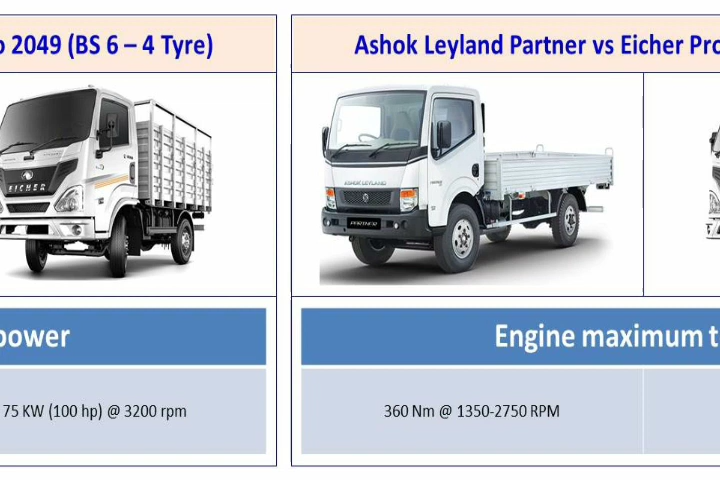 o 2049 (BS 6 – 4 Tyre)
EICHER
power
75 KW (100 hp) @ 3200 rpm
Ashok Leyland Partner vs Eicher Pro
ASHOK LEYLAND
PARTNER
Engine maximum t
360 Nm @ 1350-2750 RPM